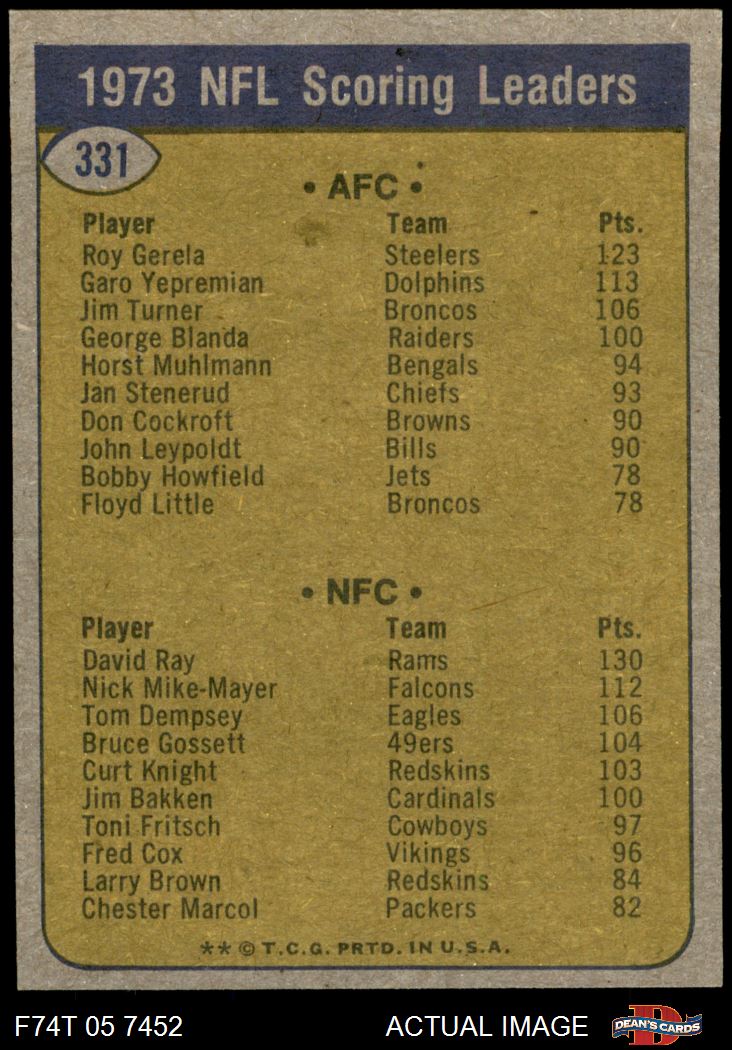 1973 NFL Scoring Leaders
331
• AFC •
Player Team Pts.
Roy Gerela Steelers 123
Garo Yepremian Dolphins 113
Jim Turner Broncos 106
George Blanda Raiders 100
Horst Muhlmann Bengals 94
Jan Stenerud Chiefs 93
Don Cockroft Browns 90
John Leypoldt Bills 90
Bobby Howfield Jets 78
Floyd Little Broncos 78
• NFC •
Player Team Pts.
David Ray Rams 130
Nick Mike-Mayer Falcons 112
Tom Dempsey Eagles 106
Bruce Gossett 49ers 104
Curt Knight Redskins 103
Jim Bakken Cardinals 100
Toni Fritsch Cowboys 97
Fred Cox Vikings 96
Larry Brown Redskins 84
Chester Marcol Packers 82
** © T.C.G. PRTD. IN U.S.A.
F74T 05 7452 ACTUAL IMAGE D DEAN'S CARDS